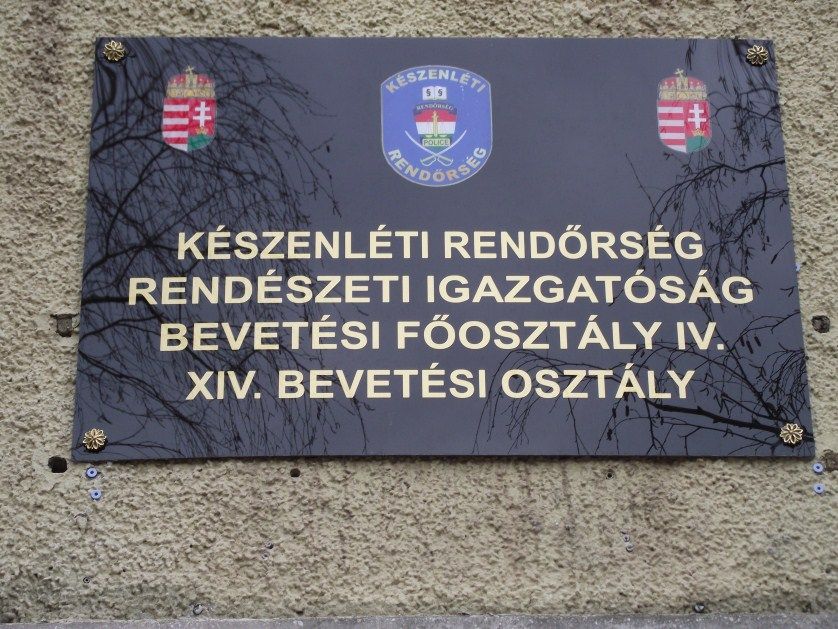 KÉSZENLÉTI
§ §
RENDŐRSÉG
POLICE
RENDŐRSÉG
KÉSZENLÉTI RENDŐRSÉG
RENDÉSZETI IGAZGATÓSÁG
BEVETÉSI FŐOSZTÁLY IV.
XIV. BEVETÉSI OSZTÁLY